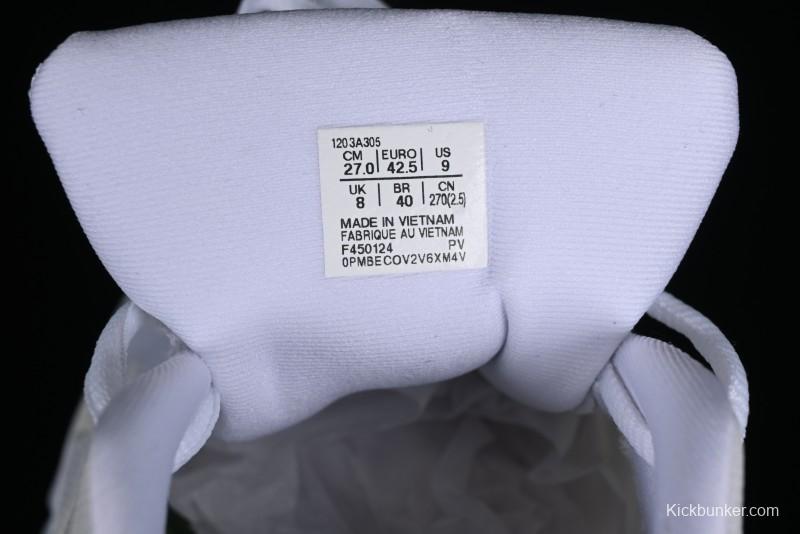 1203A305
CM EURO US
27.0 42.5 9
UK BR CN
8 40 270(2.5)
MADE IN VIETNAM
FABRIQUE AU VIETNAM
F450124 PV
0PMBECOV2V6XM4V
Kickbunker.com